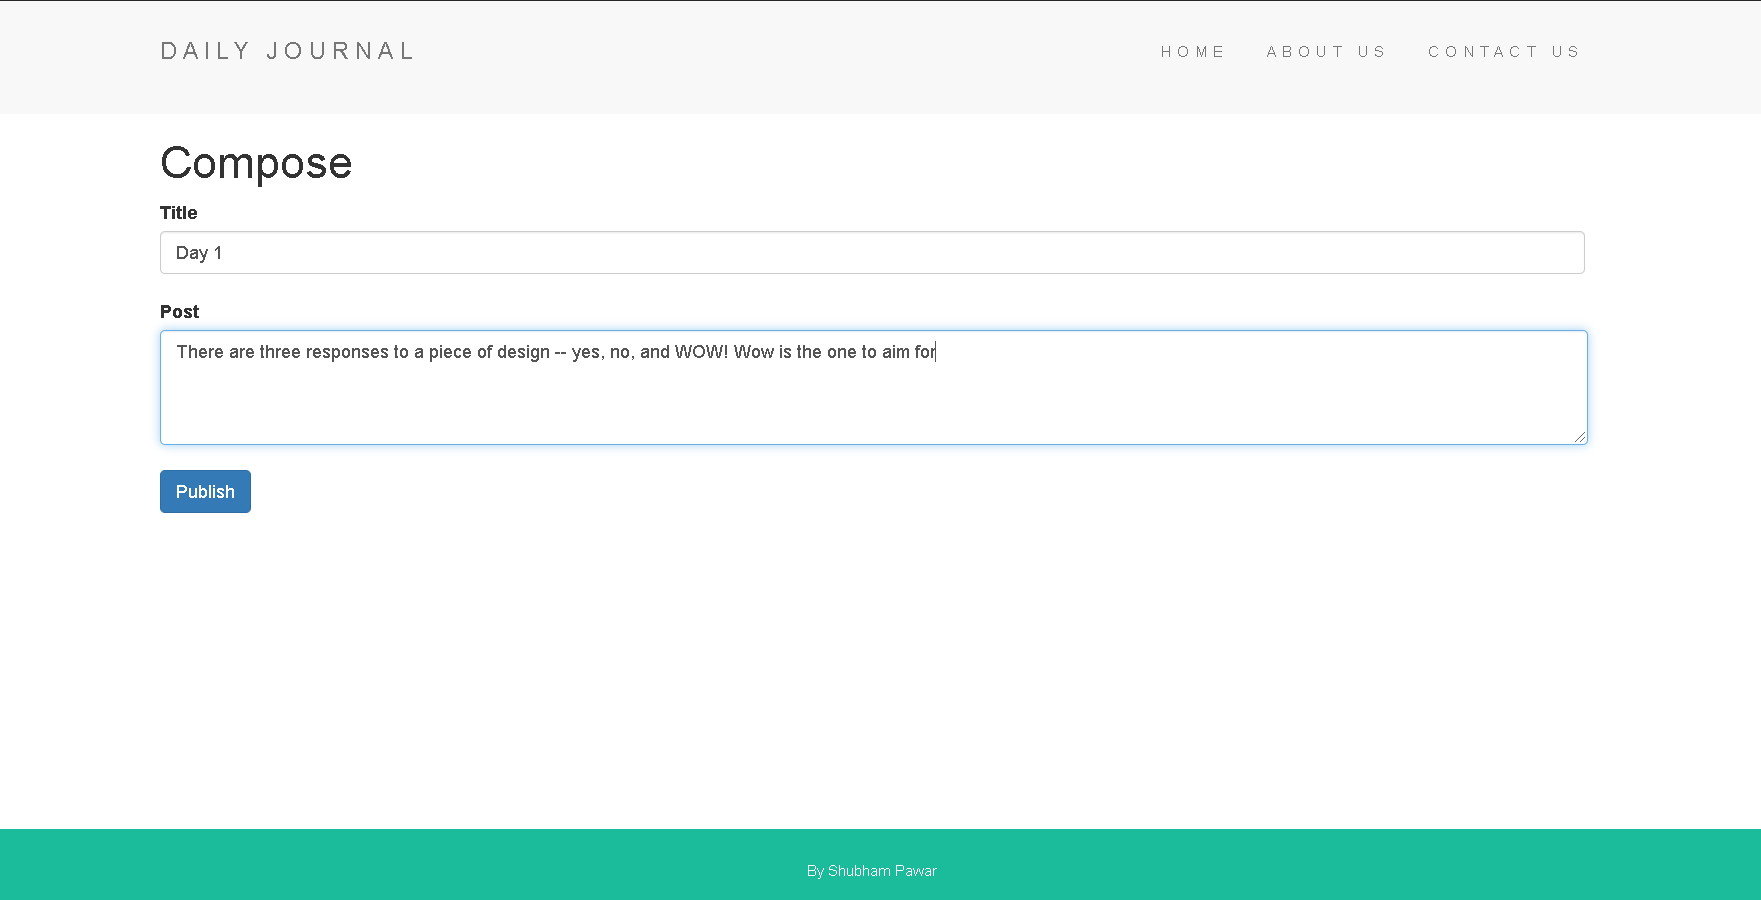 DAILY JOURNAL
HOME ABOUT US CONTACT US
Compose
Title
Day 1
Post
There are three responses to a piece of design -- yes, no, and WOW! Wow is the one to aim for
Publish
By Shubham Pawar